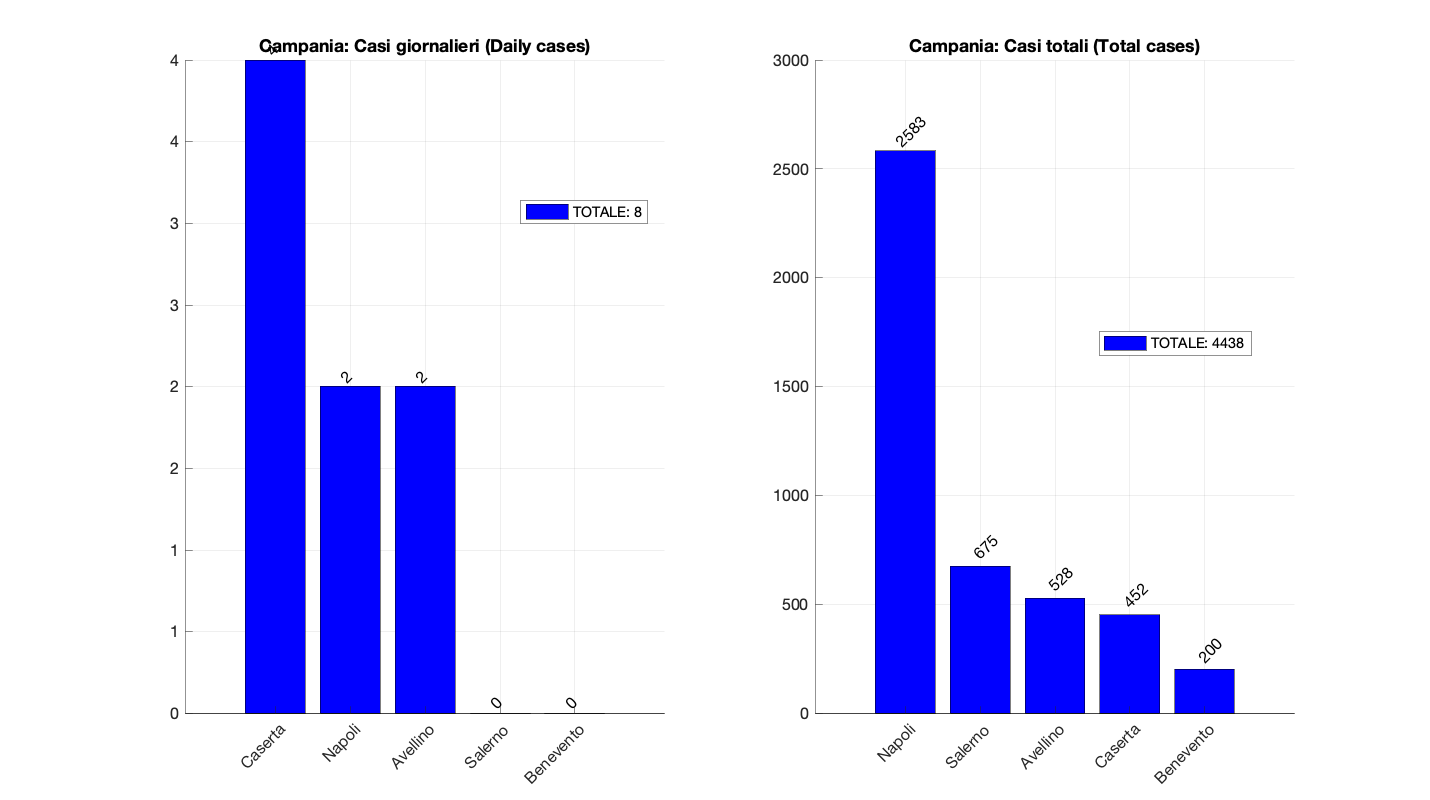 Campania: Casi giornalieri (Daily cases)
4
4
4
3
3
2
2
1
1
0
TOTALE: 8
2
2
0
0
Caserta
Napoli
Avellino
Salerno
Benevento
Campania: Casi totali (Total cases)
3000
2500
2000
1500
1000
500
0
TOTALE: 4438
2583
675
528
452
200
Napoli
Salerno
Avellino
Caserta
Benevento